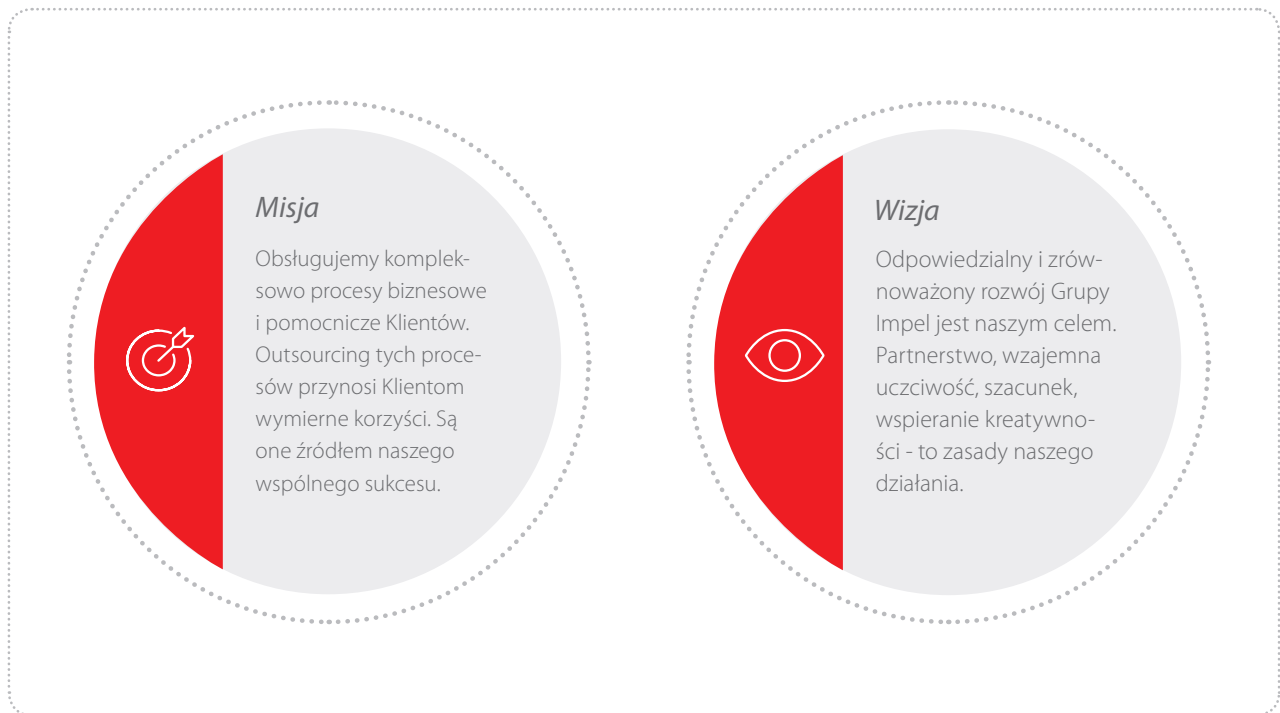 Misja
Obsługujemy komplek-
sowo procesy biznesowe
i pomocnicze Klientów.
Outsourcing tych proce-
sów przynosi Klientom
wymierne korzyści. Są
one źródłem naszego
wspólnego sukcesu.
Wizja
Odpowiedzialny i zrów-
noważony rozwój Grupy
Impel jest naszym celem.
Partnerstwo, wzajemna
uczciwość, szacunek,
wspieranie kreatywno-
ści - to zasady naszego
działania.